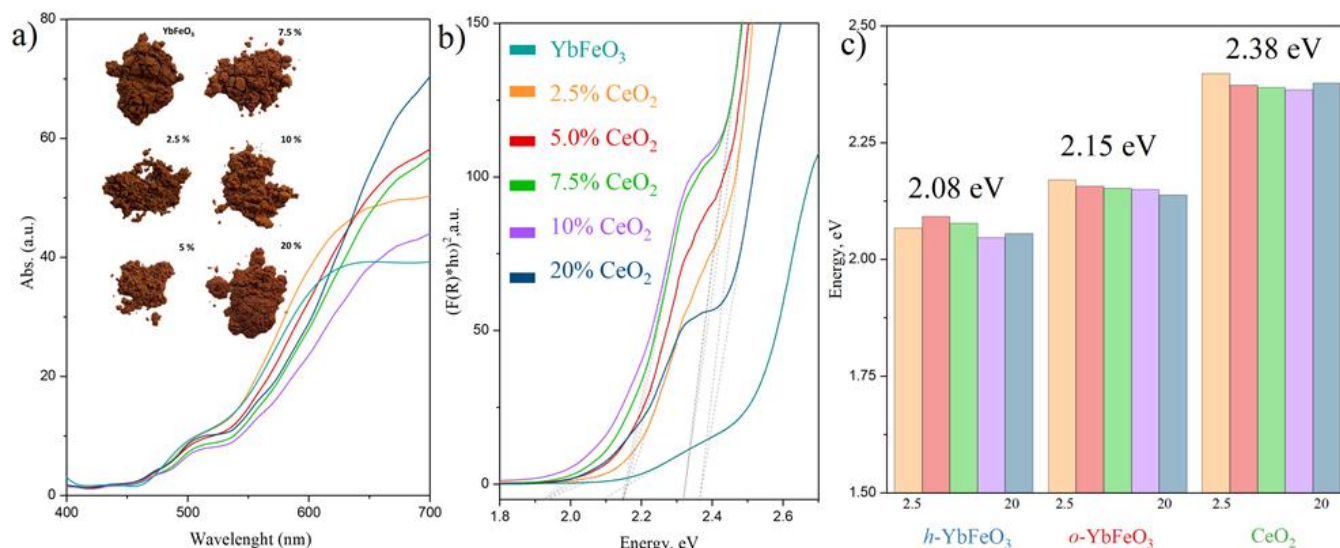 a)
Abs. (a.u.)
80
60
40
20
0
400
500
600
700
Wavelenght (nm)
YbFeO₃
7.5 %
2.5 %
10 %
5 %
20 %
b)
(F(R)*hυ)²,a.u.
150
100
50
0
1.8
2.0
2.2
2.4
2.6
Energy, eV
YbFeO₃
2.5% CeO₂
5.0% CeO₂
7.5% CeO₂
10% CeO₂
20% CeO₂
c)
Energy, eV
2.50
2.25
2.00
1.75
1.50
2.08 eV
2.15 eV
2.38 eV
2.5 20 2.5 20 2.5 20
h-YbFeO₃ o-YbFeO₃ CeO₂